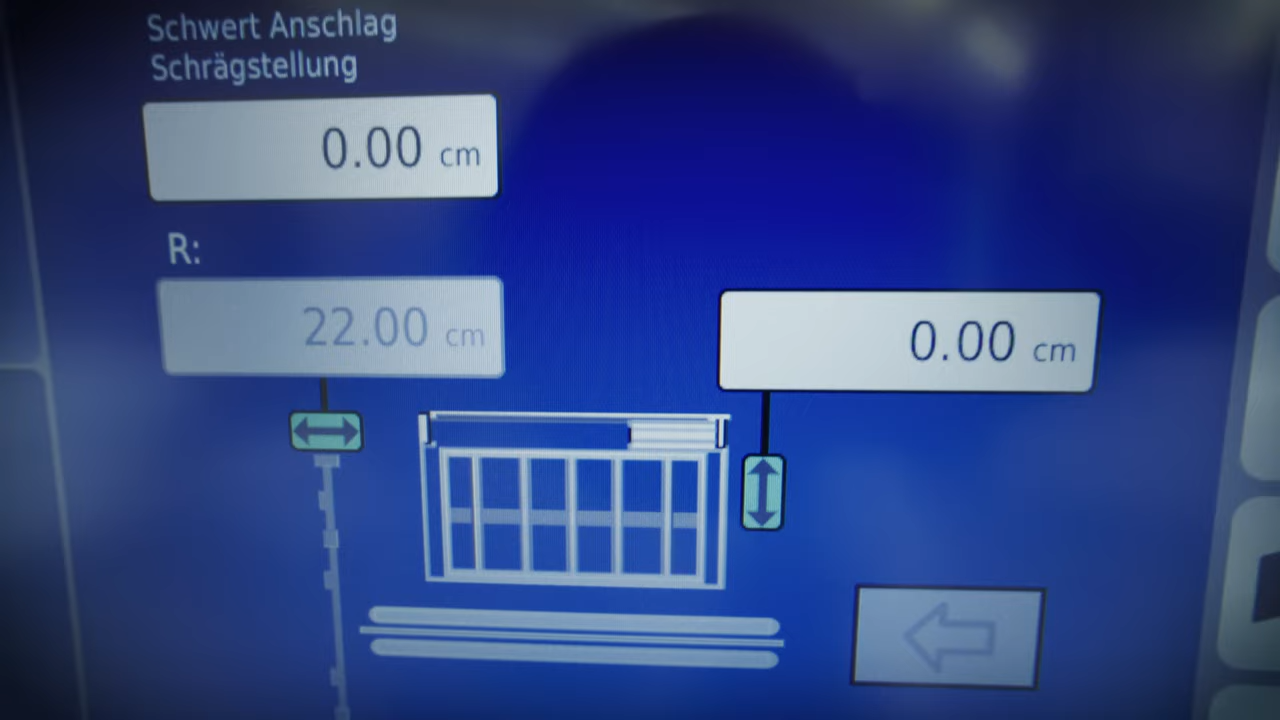 Schwert Anschlag
Schrägstellung
0.00 cm
R:
22.00 cm
0.00 cm